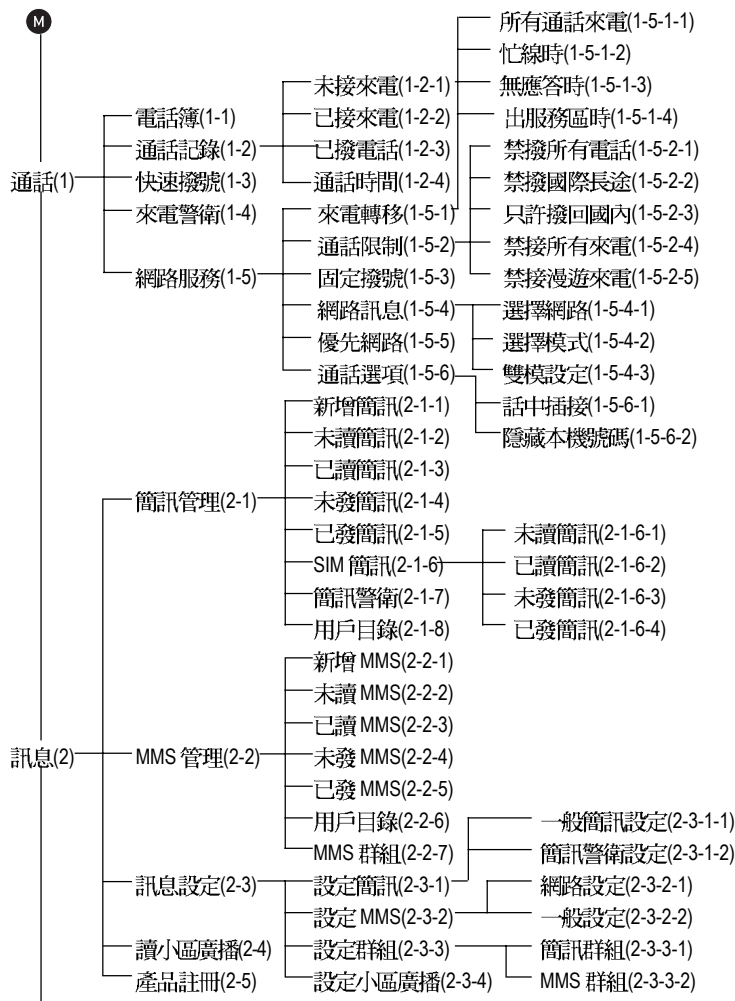 M
所有通話來電(1-5-1-1)
忙線時(1-5-1-2)
未接來電(1-2-1)
無應答時(1-5-1-3)
電話簿(1-1)
已接來電(1-2-2)
出服務區時(1-5-1-4)
通話記錄(1-2)
已撥電話(1-2-3)
禁撥所有電話(1-5-2-1)
通話(1)
快速撥號(1-3)
通話時間(1-2-4)
禁撥國際長途(1-5-2-2)
來電警衛(1-4)
來電轉移(1-5-1)
只許撥回國內(1-5-2-3)
通話限制(1-5-2)
禁接所有來電(1-5-2-4)
網路服務(1-5)
固定撥號(1-5-3)
禁接漫遊來電(1-5-2-5)
網路訊息(1-5-4)
選擇網路(1-5-4-1)
優先網路(1-5-5)
選擇模式(1-5-4-2)
通話選項(1-5-6)
雙模設定(1-5-4-3)
新增簡訊(2-1-1)
話中插接(1-5-6-1)
未讀簡訊(2-1-2)
隱藏本機號碼(1-5-6-2)
已讀簡訊(2-1-3)
簡訊管理(2-1)
未發簡訊(2-1-4)
已發簡訊(2-1-5)
未讀簡訊(2-1-6-1)
SIM 簡訊(2-1-6)
已讀簡訊(2-1-6-2)
簡訊警衛(2-1-7)
未發簡訊(2-1-6-3)
用戶目錄(2-1-8)
已發簡訊(2-1-6-4)
新增 MMS(2-2-1)
未讀 MMS(2-2-2)
已讀 MMS(2-2-3)
訊息(2)
MMS 管理(2-2)
未發 MMS(2-2-4)
已發 MMS(2-2-5)
用戶目錄(2-2-6)
一般簡訊設定(2-3-1-1)
MMS 群組(2-2-7)
簡訊警衛設定(2-3-1-2)
訊息設定(2-3)
設定簡訊(2-3-1)
網路設定(2-3-2-1)
設定 MMS(2-3-2)
一般設定(2-3-2-2)
讀小區廣播(2-4)
設定群組(2-3-3)
簡訊群組(2-3-3-1)
產品註冊(2-5)
設定小區廣播(2-3-4)
MMS 群組(2-3-3-2)